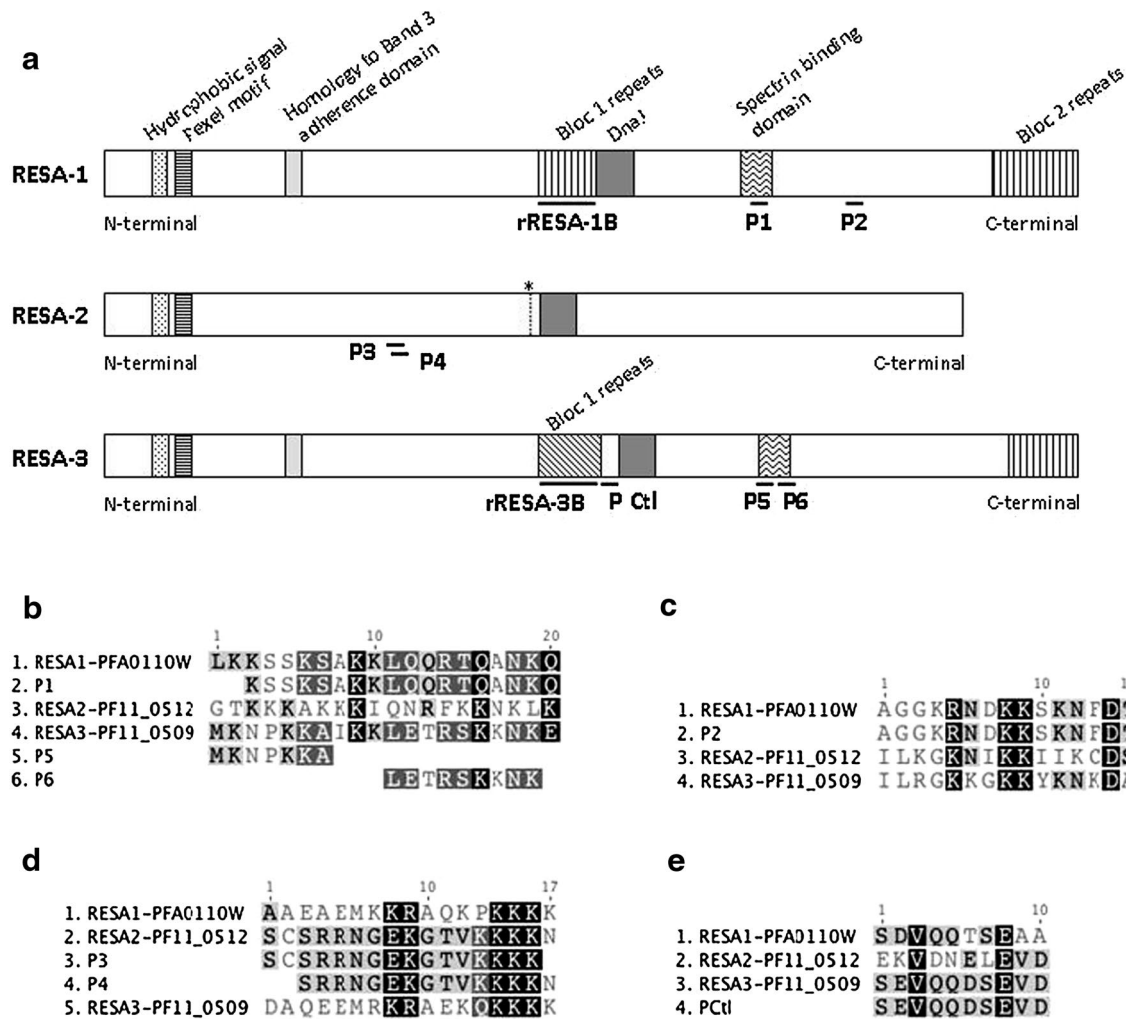 a
Hydrophobic signal
Pexel motif
Homology to Band 3
adherence domain
Bloc 1 repeats
DnaJ
Spectrin binding
domain
Bloc 2 repeats
RESA-1
N-terminal
rRESA-1B
P1
P2
C-terminal
*
RESA-2
N-terminal
P3
P4
C-terminal
Bloc 1 repeats
RESA-3
N-terminal
rRESA-3B
P Ctl
P5
P6
C-terminal
b
1 10 20
1. RESA1-PFA0110W LKKSSKSAKKLQQRTQANKQ
2. P1 KSSKSAKKLQQRTQANKQ
3. RESA2-PF11_0512 GTKKKAKKKIQNRFKKNKLK
4. RESA3-PF11_0509 MKNPKKAIKKLETRSKKNKE
5. P5 MKNPKKA
6. P6 LETRSKKNK
c
1 10
1. RESA1-PFA0110W AGGKRNDKKSKNFD
2. P2 AGGKRNDKKSKNFD
3. RESA2-PF11_0512 ILKGKNIKKIIKCD
4. RESA3-PF11_0509 ILRGKKGKKYKNKD
d
1 10 17
1. RESA1-PFA0110W AAEAEMKKRAQKPKKKK
2. RESA2-PF11_0512 SCSRRNGEKGTVKKKKN
3. P3 SCSRRNGEKGTVKKKK
4. P4 SRRNGEKGTVKKKKN
5. RESA3-PF11_0509 DAQEEMRKRAEKQKKKK
e
1 10
1. RESA1-PFA0110W SDVQQTSEAA
2. RESA2-PF11_0512 EKVDNELEVD
3. RESA3-PF11_0509 SEVQQDSEVD
4. PCtl SEVQQDSEVD